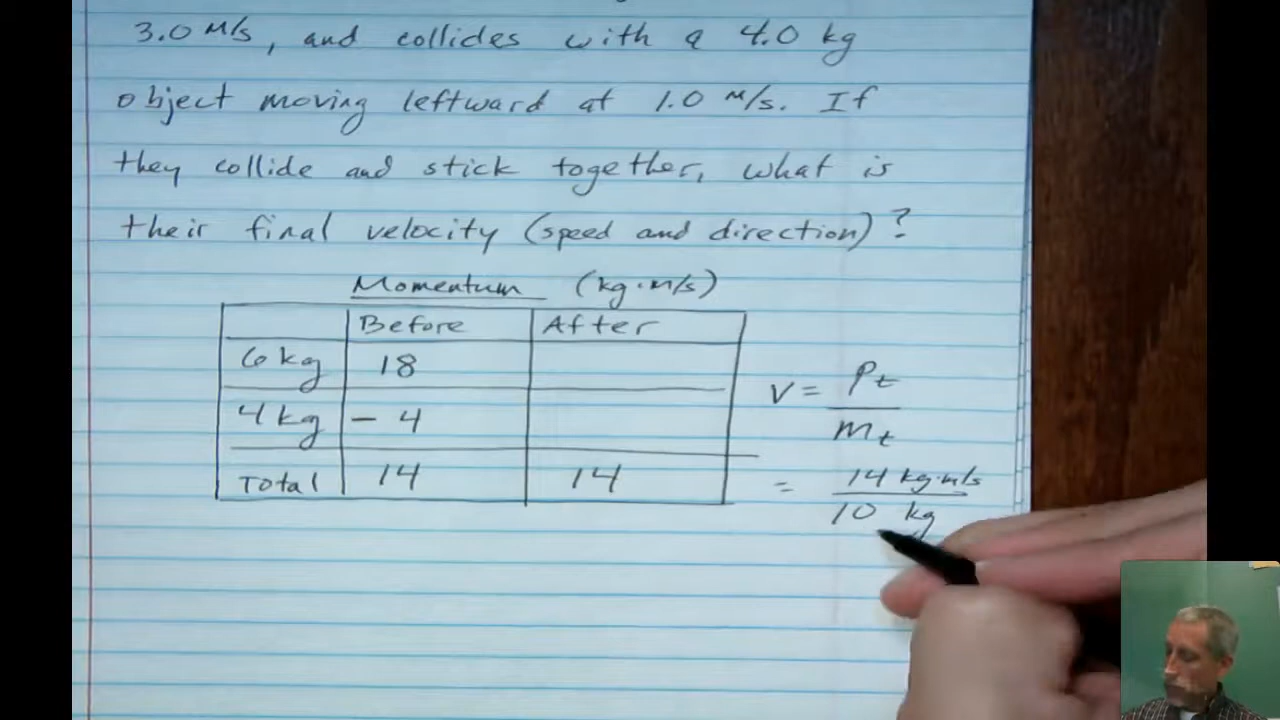 3.0 m/s, and collides with a 4.0 kg
object moving leftward at 1.0 m/s. If
they collide and stick together, what is
their final velocity (speed and direction)?
Momentum (kg·m/s)
Before After
6 kg 18
4 kg - 4
Total 14 14
v = Pt
mt
= 14 kg·m/s
10 kg